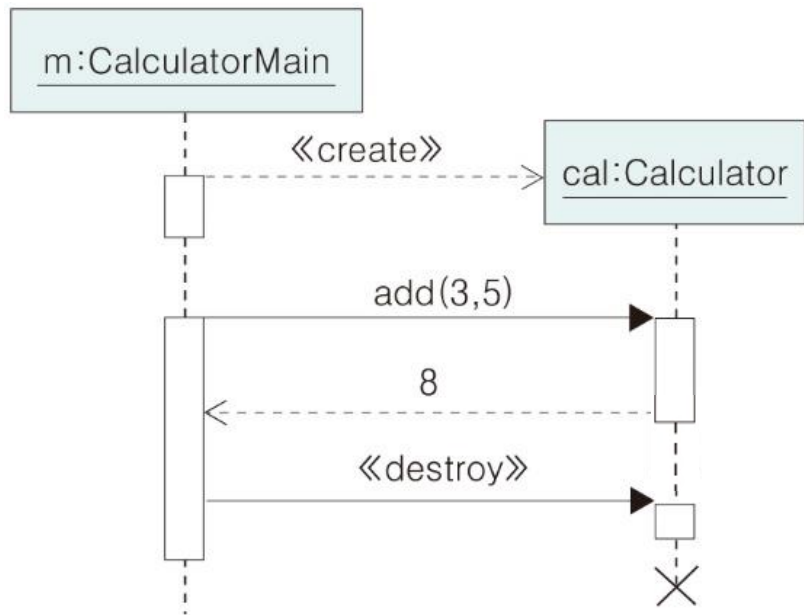 m:CalculatorMain
≪create≫
cal:Calculator
add(3,5)
8
≪destroy≫